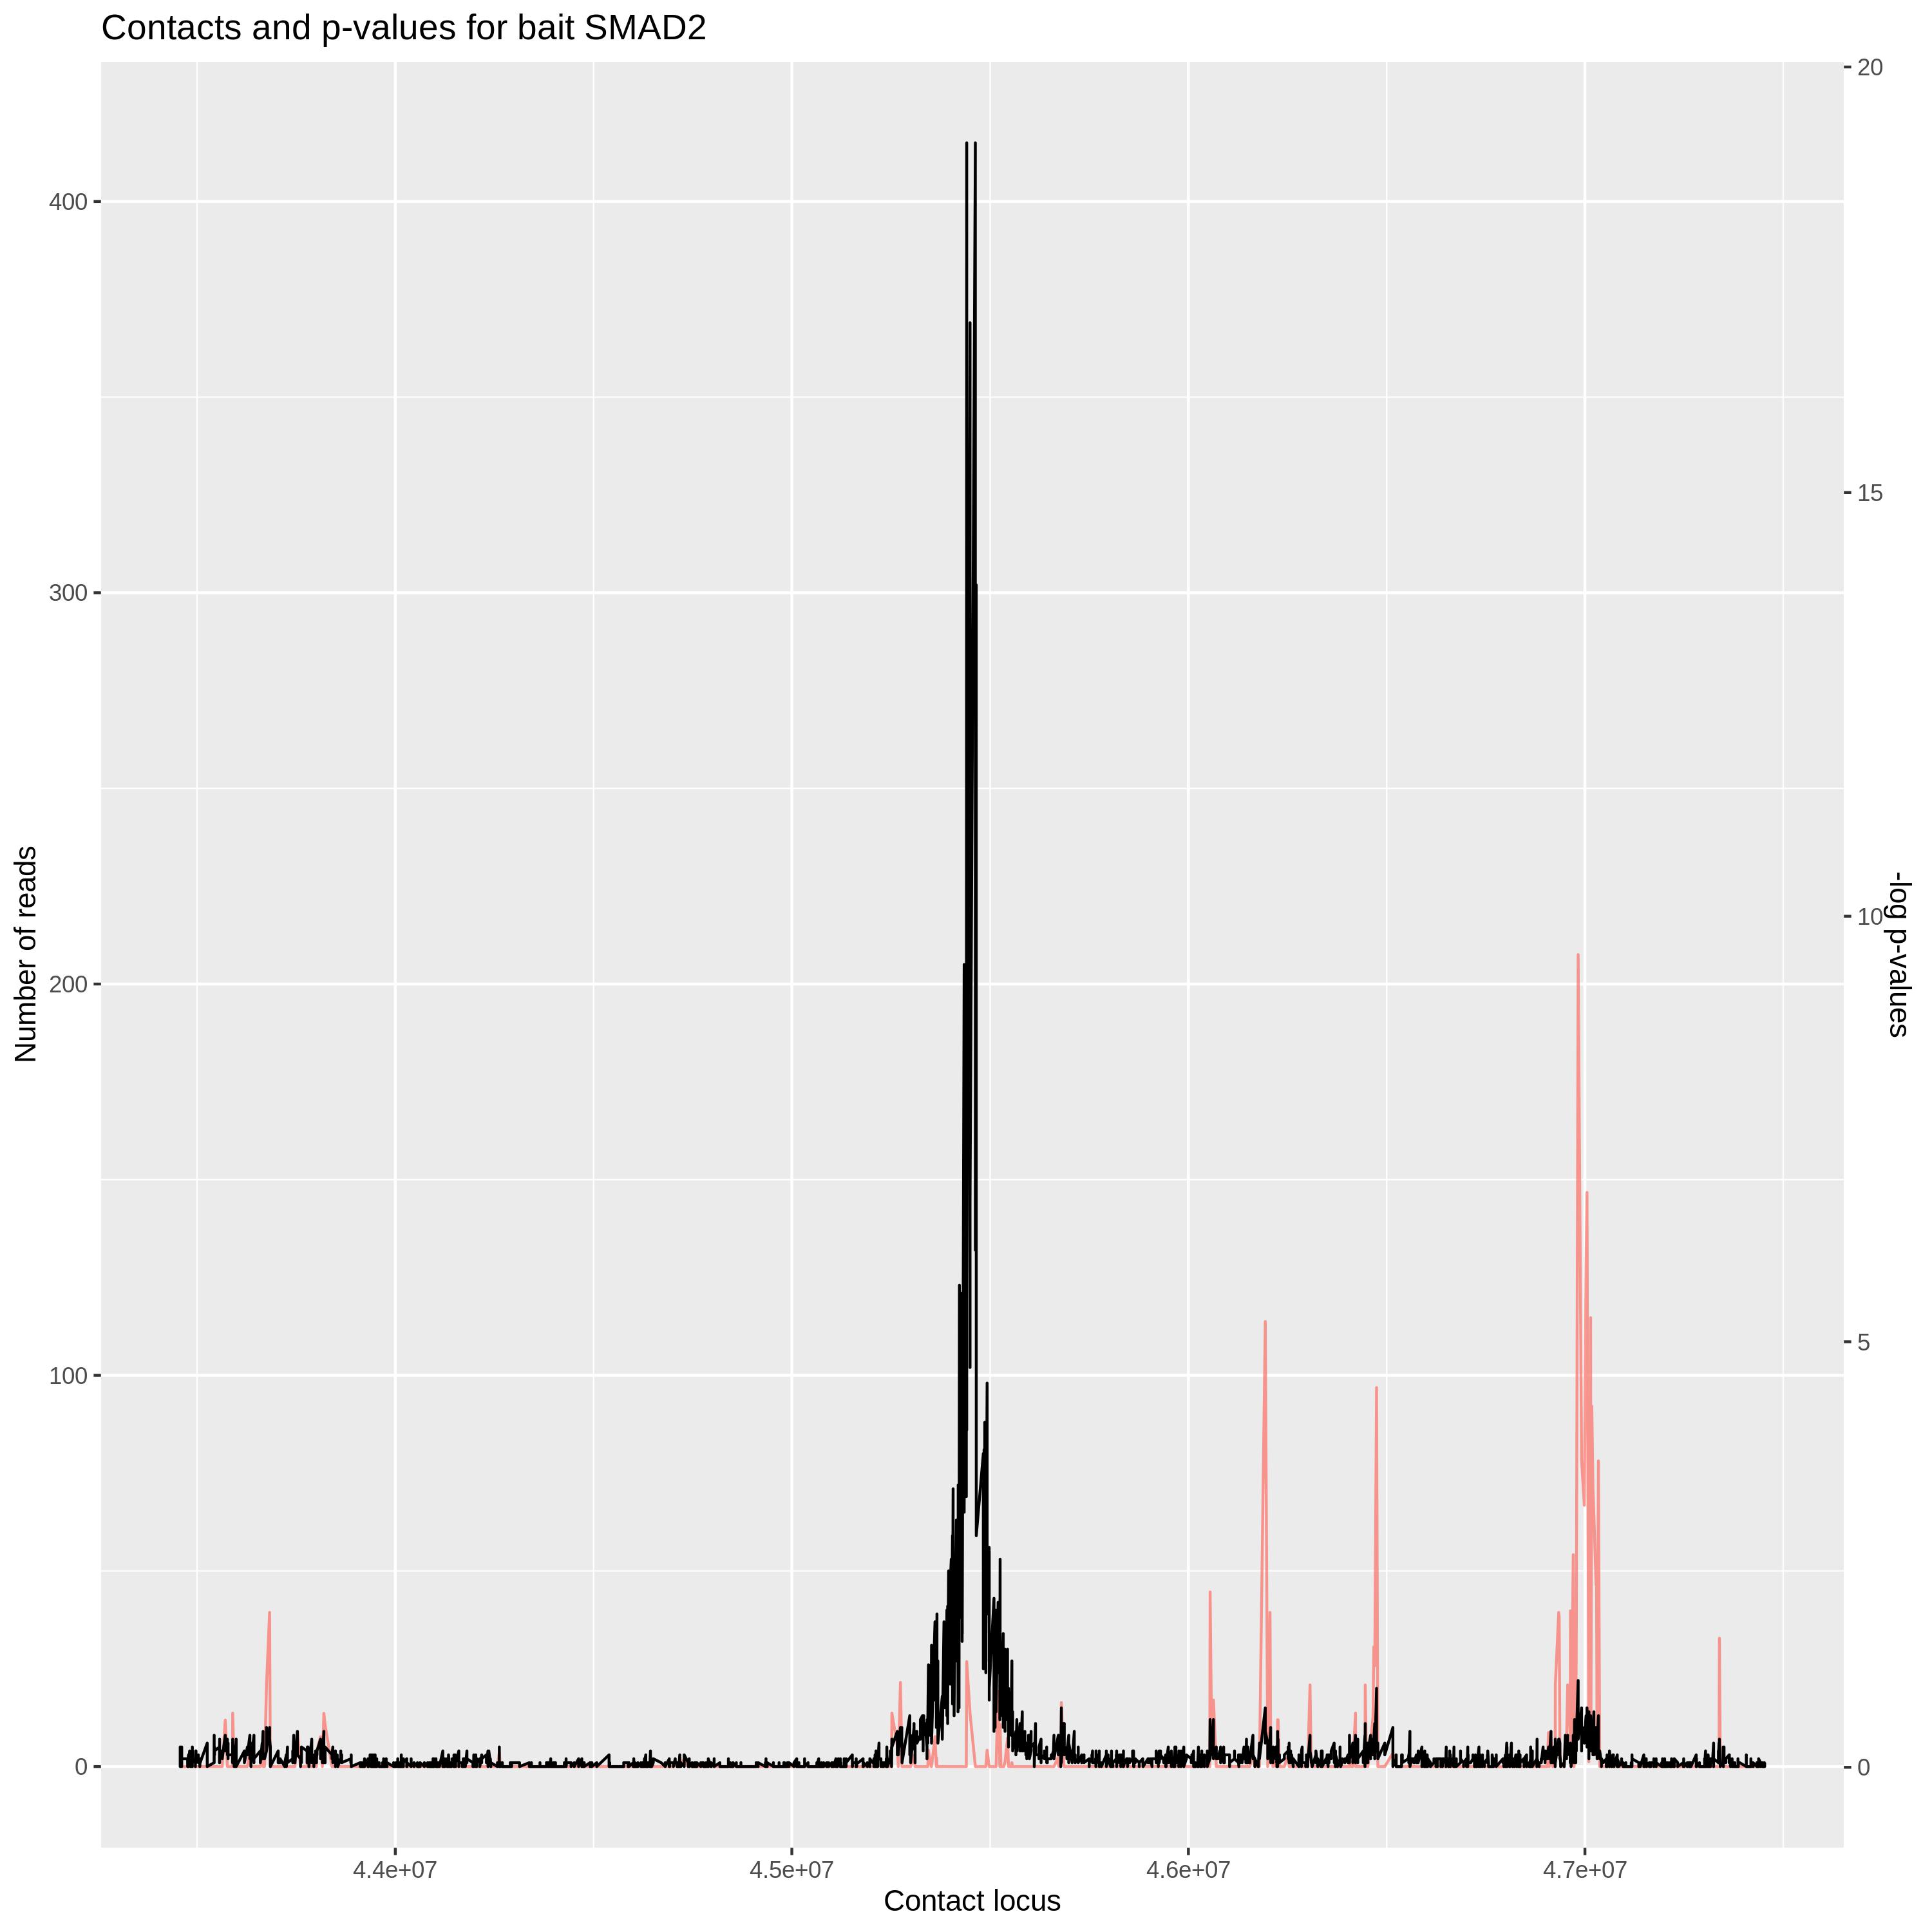 Contacts and p-values for bait SMAD2
Number of reads
400
300
200
100
0
20
15
10
5
0
-log p-values
4.4e+07
4.5e+07
4.6e+07
4.7e+07
Contact locus